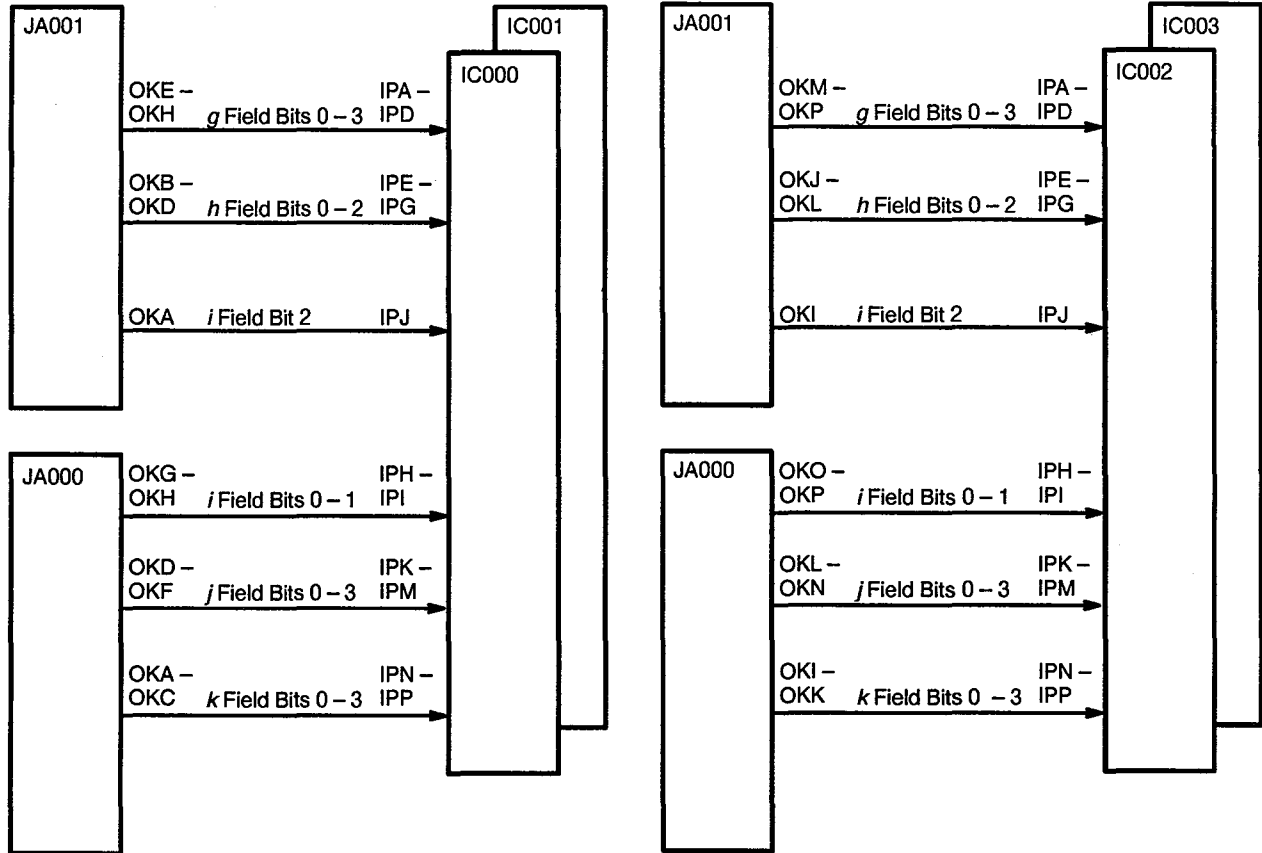 JA001
IC001
IC000
OKE – IPA –
OKH g Field Bits 0 – 3 IPD
OKB – IPE –
OKD h Field Bits 0 – 2 IPG
OKA i Field Bit 2 IPJ
JA000
OKG – IPH –
OKH i Field Bits 0 – 1 IPI
OKD – IPK –
OKF j Field Bits 0 – 3 IPM
OKA – IPN –
OKC k Field Bits 0 – 3 IPP
JA001
IC003
IC002
OKM – IPA –
OKP g Field Bits 0 – 3 IPD
OKJ – IPE –
OKL h Field Bits 0 – 2 IPG
OKI i Field Bit 2 IPJ
JA000
OKO – IPH –
OKP i Field Bits 0 – 1 IPI
OKL – IPK –
OKN j Field Bits 0 – 3 IPM
OKI – IPN –
OKK k Field Bits 0 – 3 IPP